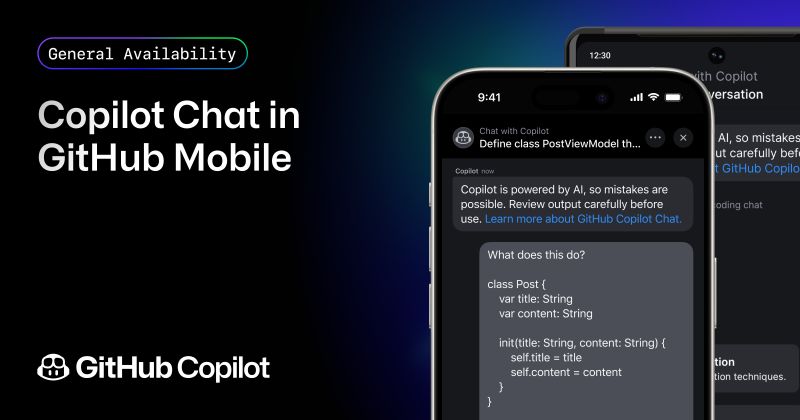 General Availability
Copilot Chat in
GitHub Mobile
GitHub Copilot
9:41
Chat with Copilot
Define class PostViewModel th...
Copilot now
Copilot is powered by AI, so mistakes are
possible. Review output carefully before
use. Learn more about GitHub Copilot Chat.
What does this do?
class Post {
var title: String
var content: String
init(title: String, content: String) {
self.title = title
self.content = content
}
}
12:30
with Copilot
AI, so mistakes
carefully befo
GitHub Copilo
coding chat
tion techniques.